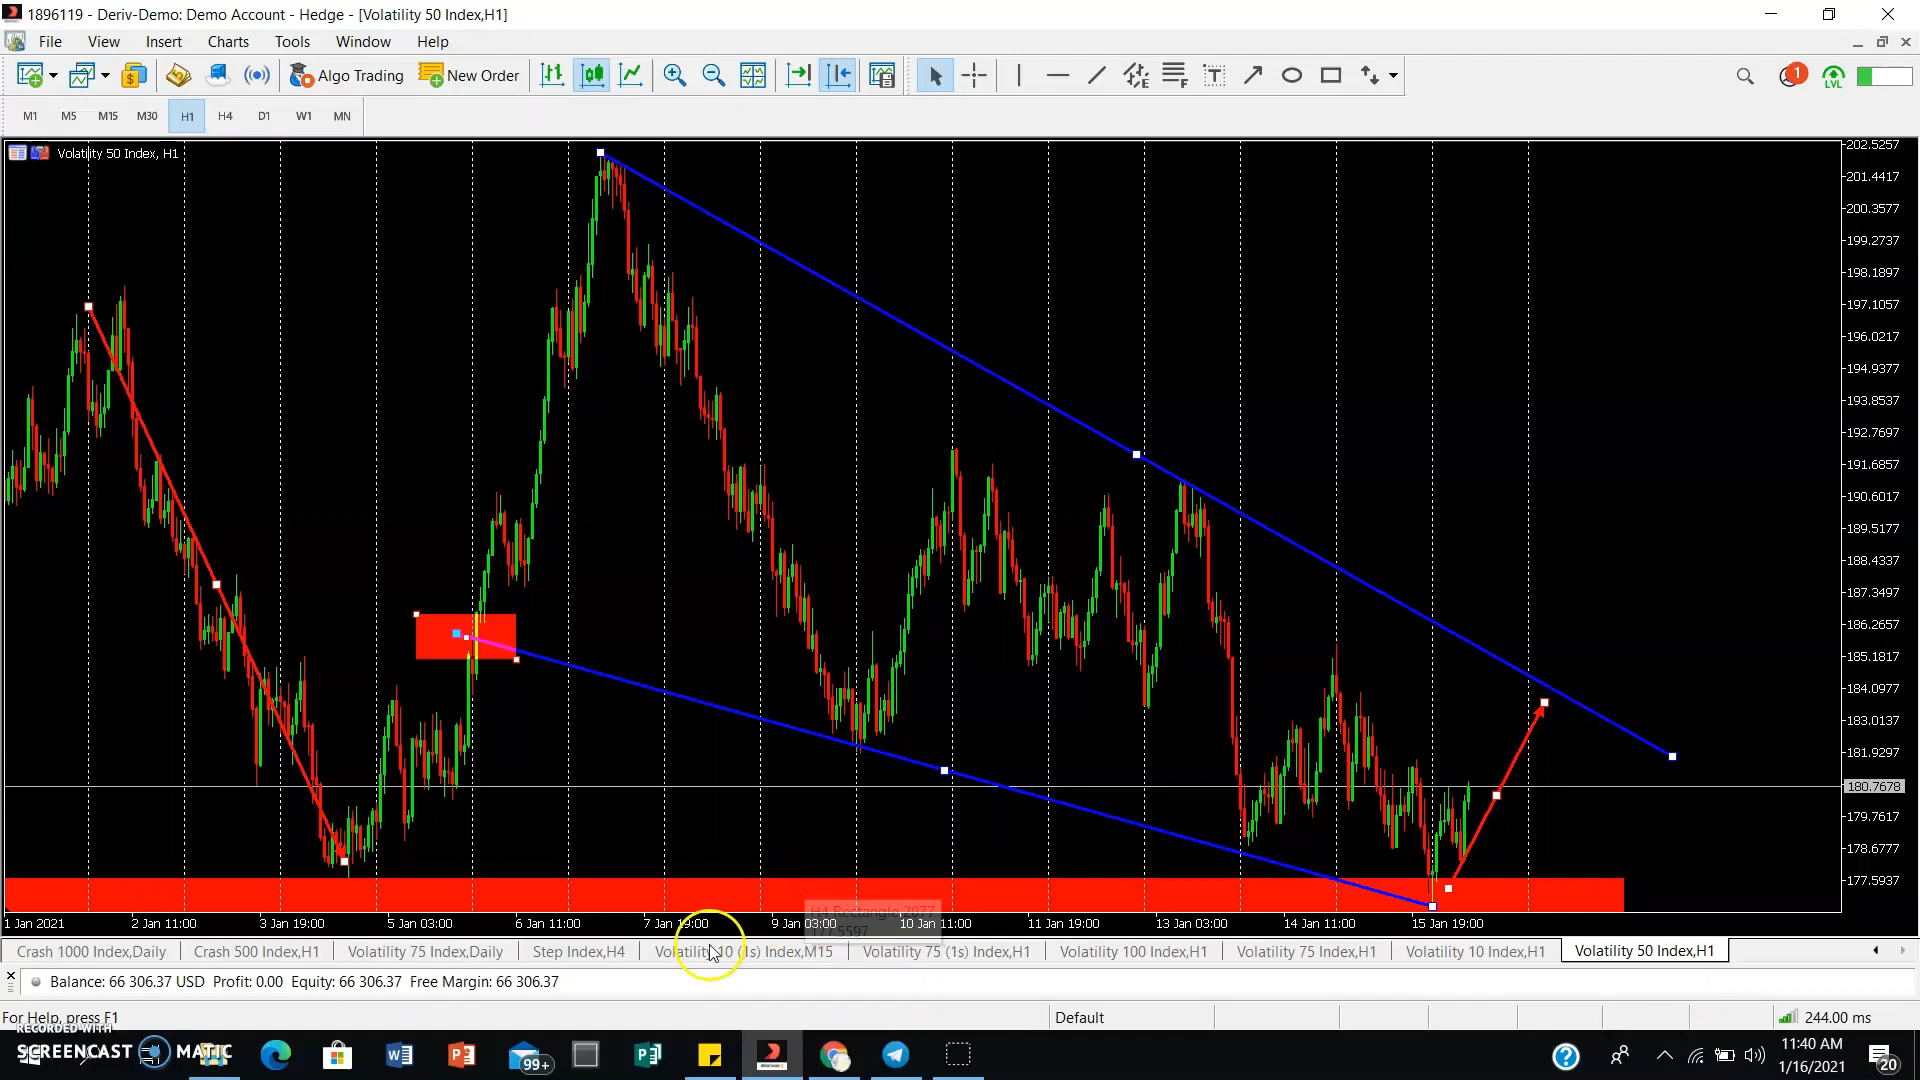 1896119 - Deriv-Demo: Demo Account - Hedge - [Volatility 50 Index,H1]
File View Insert Charts Tools Window Help
Algo Trading New Order 1 LVL
M1 M5 M15 M30 H1 H4 D1 W1 MN
Volatility 50 Index, H1
202.5257
201.4417
200.3577
199.2737
198.1897
197.1057
196.0217
194.9377
193.8537
192.7697
191.6857
190.6017
189.5177
188.4337
187.3497
186.2657
185.1817
184.0977
183.0137
181.9297
180.7678
179.7617
178.6777
177.5937
H4 Rectangle 2077
177.5597
1 Jan 2021 2 Jan 11:00 3 Jan 19:00 5 Jan 03:00 6 Jan 11:00 7 Jan 19:00 9 Jan 03:00 10 Jan 11:00 11 Jan 19:00 13 Jan 03:00 14 Jan 11:00 15 Jan 19:00
Crash 1000 Index,Daily Crash 500 Index,H1 Volatility 75 Index,Daily Step Index,H4 Volatility 10 (1s) Index,M15 Volatility 75 (1s) Index,H1 Volatility 100 Index,H1 Volatility 75 Index,H1 Volatility 10 Index,H1 Volatility 50 Index,H1
Balance: 66 306.37 USD Profit: 0.00 Equity: 66 306.37 Free Margin: 66 306.37
For Help, press F1 Default 244.00 ms
RECORDED WITH
SCREENCAST MATIC
99+
11:40 AM
1/16/2021
20